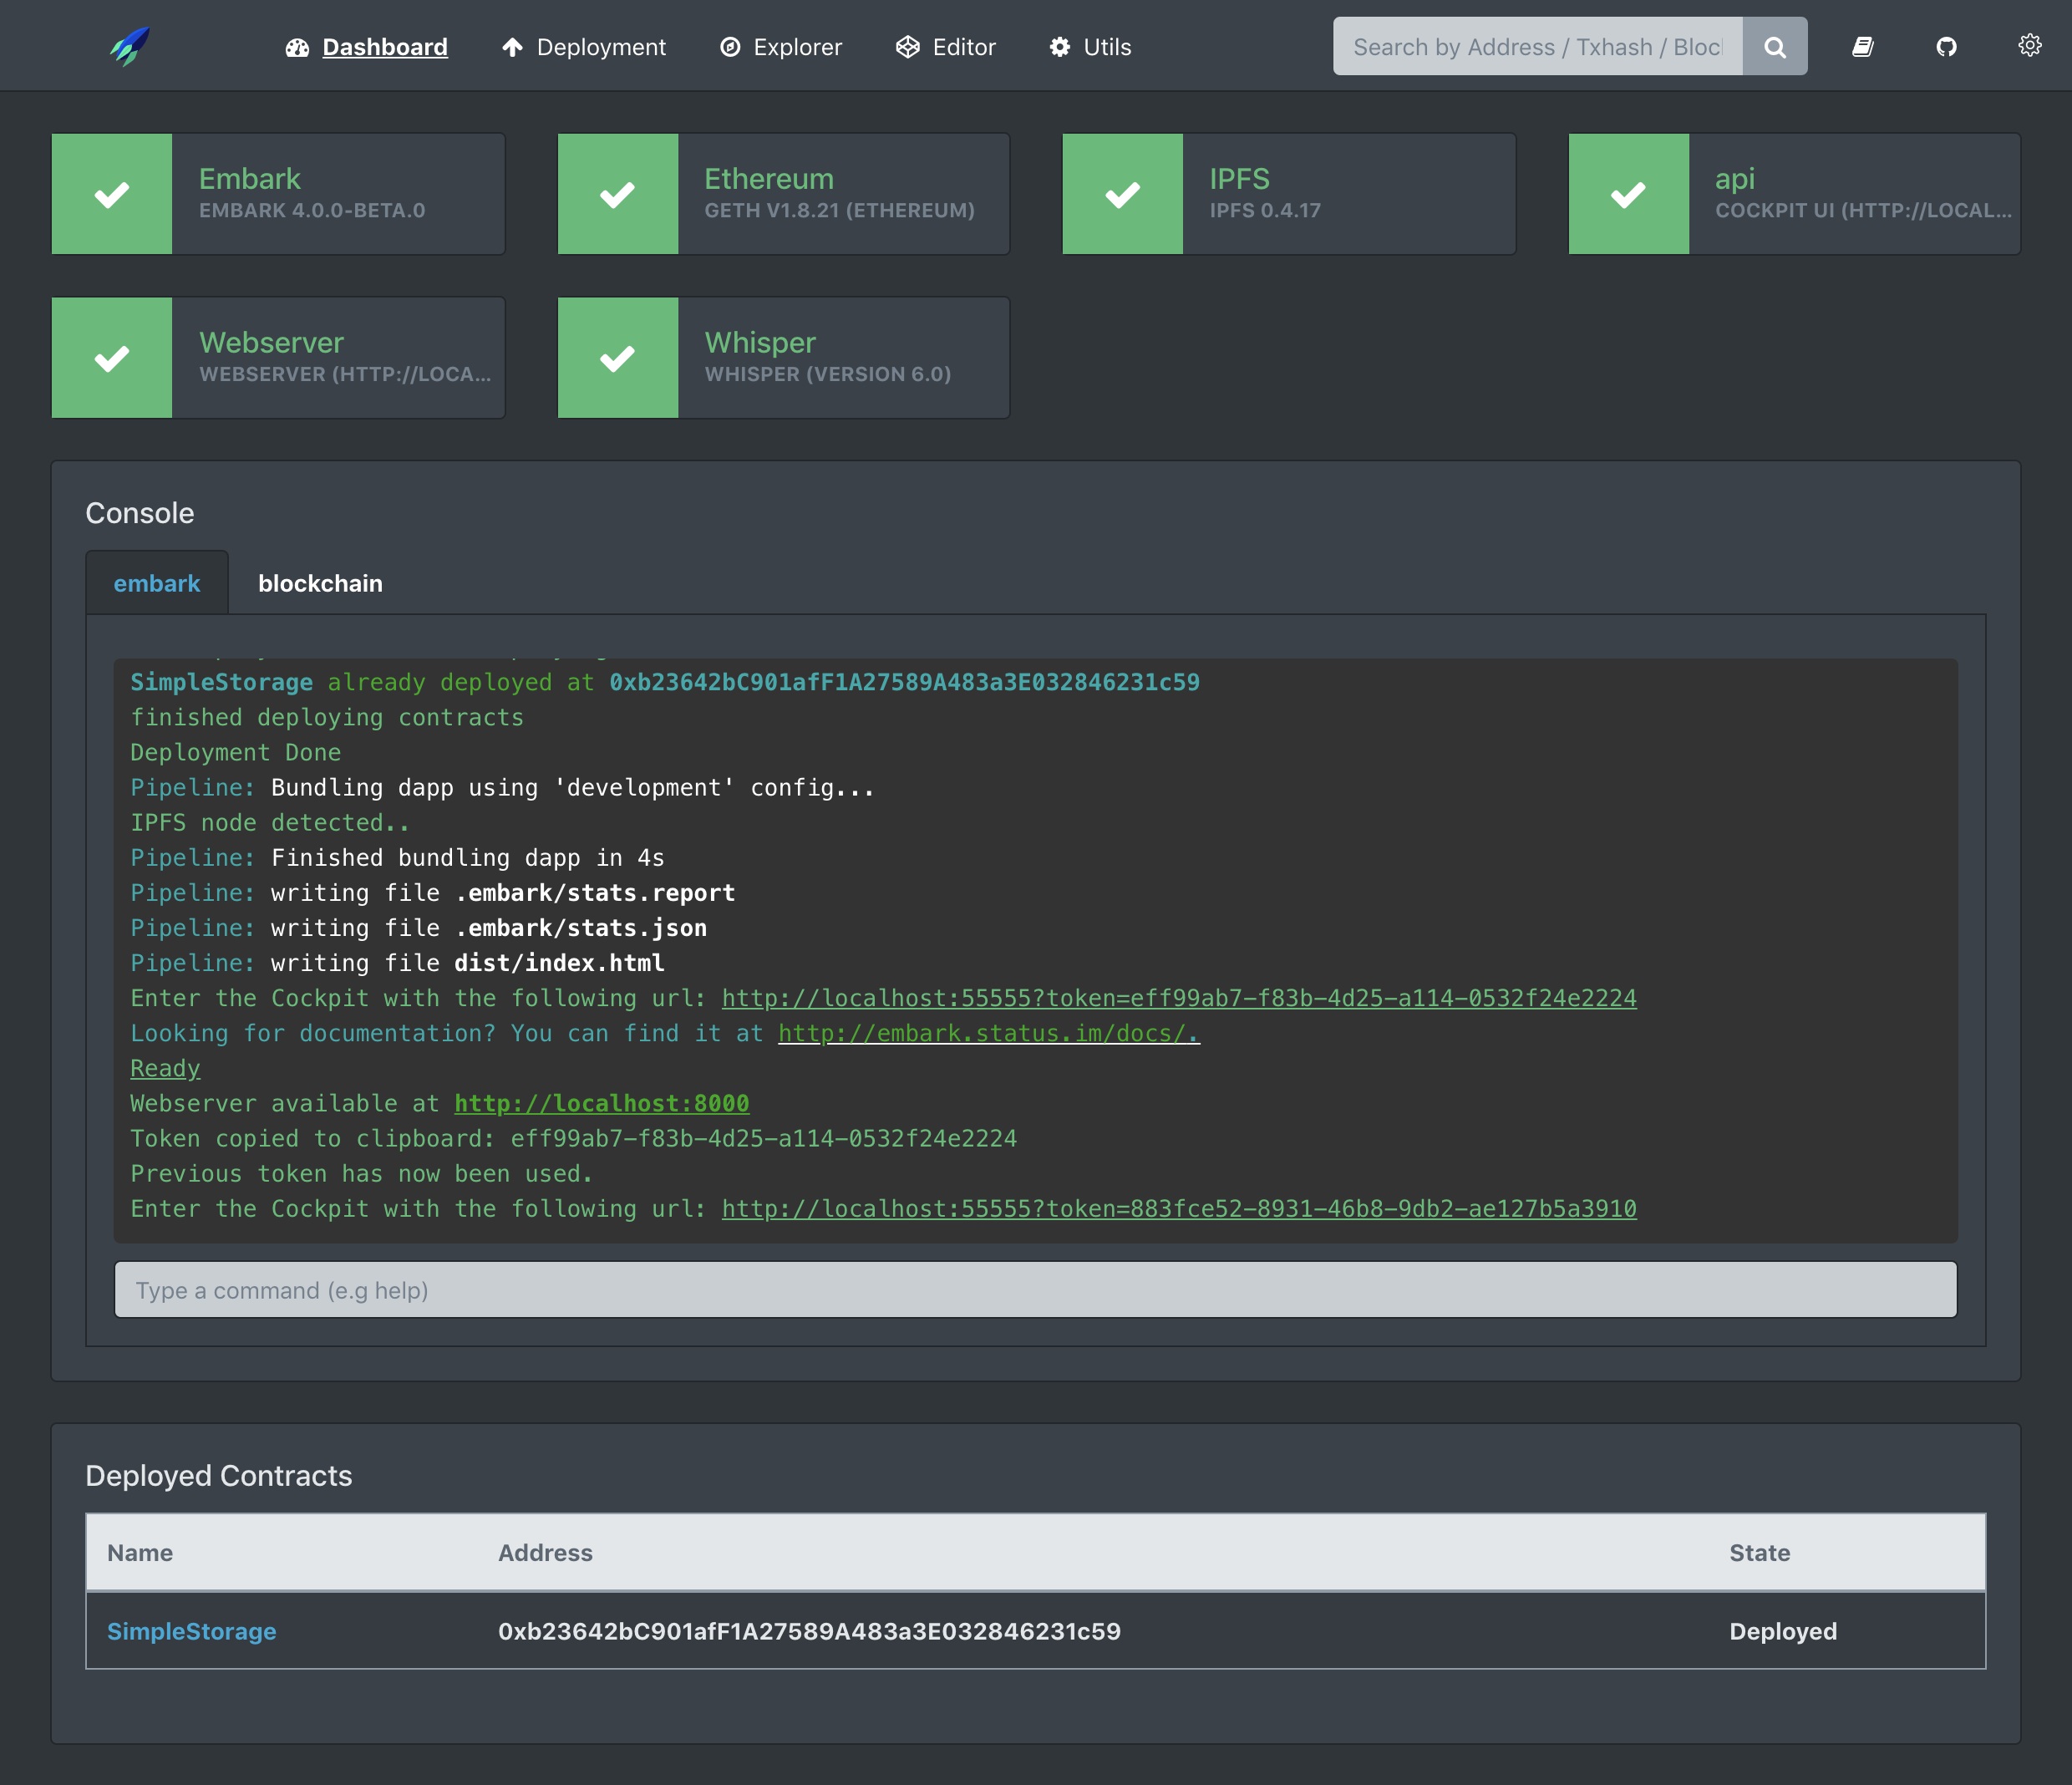 Dashboard Deployment Explorer Editor Utils Search by Address / Txhash / Bloc
Embark
EMBARK 4.0.0-BETA.0
Ethereum
GETH V1.8.21 (ETHEREUM)
IPFS
IPFS 0.4.17
api
COCKPIT UI (HTTP://LOCAL...
Webserver
WEBSERVER (HTTP://LOCA...
Whisper
WHISPER (VERSION 6.0)
Console
embark blockchain
SimpleStorage already deployed at 0xb23642bC901afF1A27589A483a3E032846231c59
finished deploying contracts
Deployment Done
Pipeline: Bundling dapp using 'development' config...
IPFS node detected..
Pipeline: Finished bundling dapp in 4s
Pipeline: writing file .embark/stats.report
Pipeline: writing file .embark/stats.json
Pipeline: writing file dist/index.html
Enter the Cockpit with the following url: http://localhost:55555?token=eff99ab7-f83b-4d25-a114-0532f24e2224
Looking for documentation? You can find it at http://embark.status.im/docs/.
Ready
Webserver available at http://localhost:8000
Token copied to clipboard: eff99ab7-f83b-4d25-a114-0532f24e2224
Previous token has now been used.
Enter the Cockpit with the following url: http://localhost:55555?token=883fce52-8931-46b8-9db2-ae127b5a3910
Type a command (e.g help)
Deployed Contracts
Name Address State
SimpleStorage 0xb23642bC901afF1A27589A483a3E032846231c59 Deployed